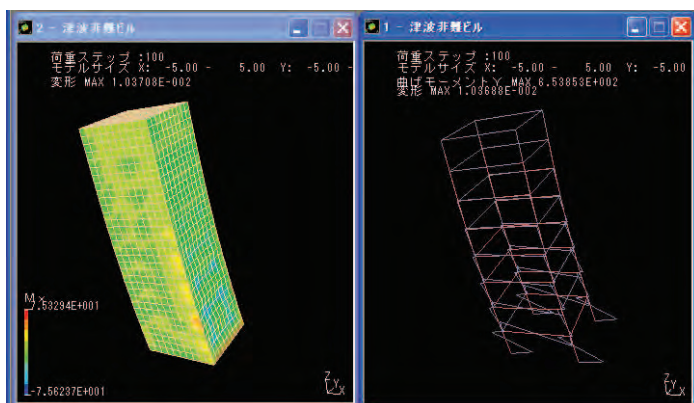 2 - 津波非難ビル
荷重ステップ :100
モデルサイズ X: -5.00 - 5.00 Y: -5.00 -
変形 MAX 1.03708E-002
Mx
7.53294E+001
-7.56237E+001
Z
Y
X
1 - 津波非難ビル
荷重ステップ :100
モデルサイズ X: -5.00 - 5.00 Y: -5.00 -
曲げモーメントY MAX 6.53853E+002
変形 MAX 1.03688E-002
Z
Y
X